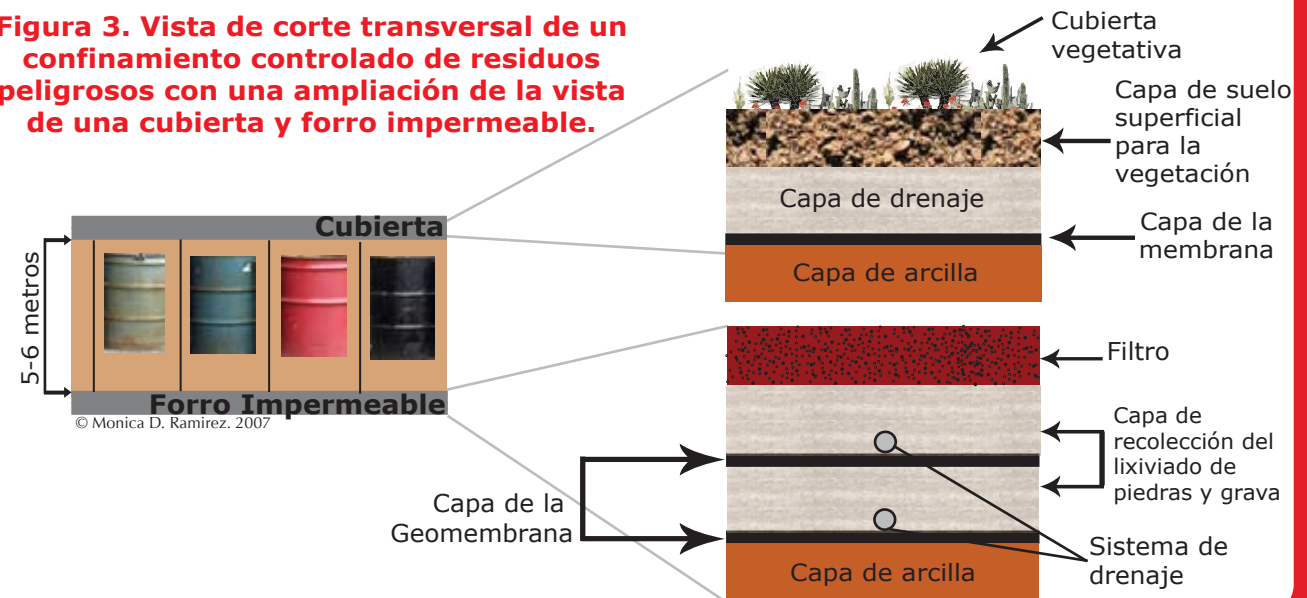 Figura 3. Vista de corte transversal de un
confinamiento controlado de residuos
peligrosos con una ampliación de la vista
de una cubierta y forro impermeable.
Cubierta
vegetativa
Capa de suelo
superficial
para la
vegetación
Capa de drenaje
Capa de la
membrana
Capa de arcilla
Cubierta
5-6 metros
Forro Impermeable
© Monica D. Ramirez. 2007
Filtro
Capa de
recolección del
lixiviado de
piedras y grava
Capa de la
Geomembrana
Sistema de
drenaje
Capa de arcilla